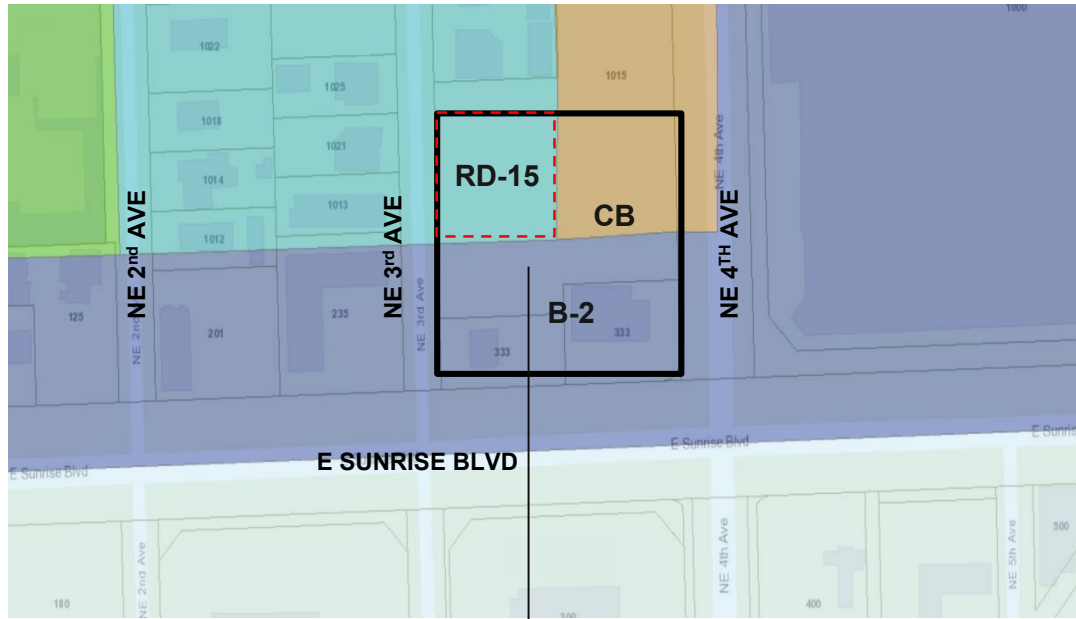 1000
1022
1015
1025
1018
1021
1014
1013
1012
RD-15
CB
B-2
NE 2nd AVE
NE 3rd AVE
NE 4TH AVE
NE 4th Ave
NE 2nd
NE 3rd Ave
125
201
235
333
333
E SUNRISE BLVD
E Sunrise Blvd
E Sunrise Blvd
E Sunris
NE 2nd Ave
NE 3rd Ave
NE 4th Ave
NE 5th Ave
180
300
400
500